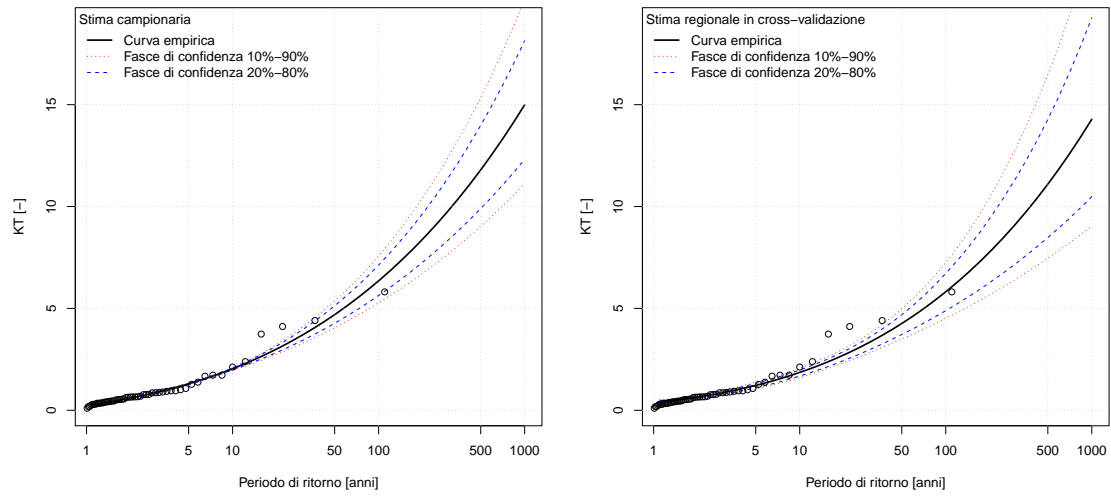 Stima campionaria
Curva empirica
Fasce di confidenza 10%−90%
Fasce di confidenza 20%−80%
KT [−]
15
10
5
0
1 5 10 50 100 500 1000
Periodo di ritorno [anni]
Stima regionale in cross−validazione
Curva empirica
Fasce di confidenza 10%−90%
Fasce di confidenza 20%−80%
KT [−]
15
10
5
0
1 5 10 50 100 500 1000
Periodo di ritorno [anni]